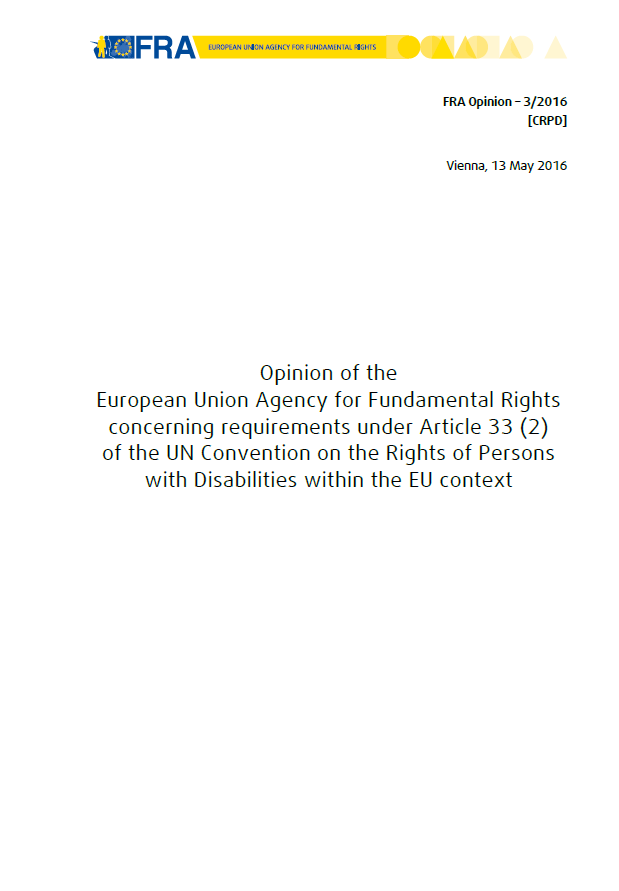 FRA EUROPEAN UNION AGENCY FOR FUNDAMENTAL RIGHTS
FRA Opinion – 3/2016
[CRPD]
Vienna, 13 May 2016
Opinion of the
European Union Agency for Fundamental Rights
concerning requirements under Article 33 (2)
of the UN Convention on the Rights of Persons
with Disabilities within the EU context